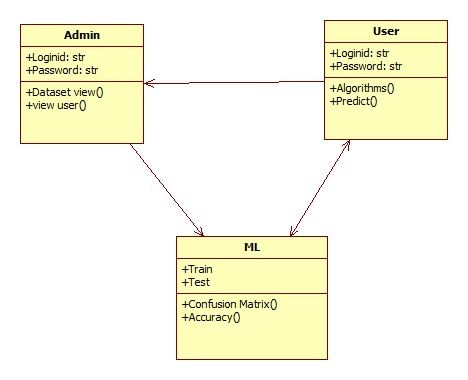 Admin
+Loginid: str
+Password: str
+Dataset view()
+view user()
User
+Loginid: str
+Password: str
+Algorithms()
+Predict()
ML
+Train
+Test
+Confusion Matrix()
+Accuracy()